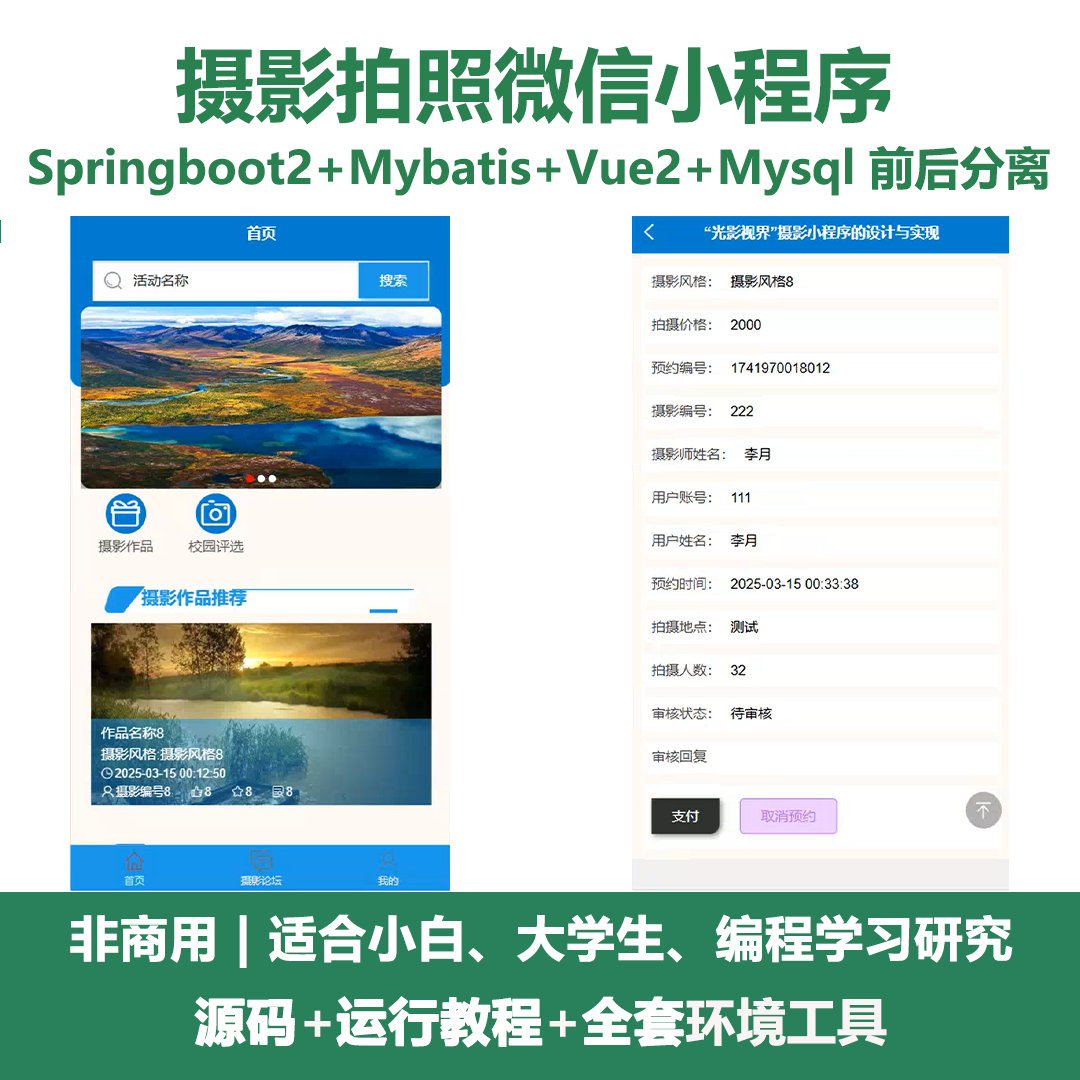 摄影拍照微信小程序
Springboot2+Mybatis+Vue2+Mysql 前后分离
首页
活动名称 搜索
摄影作品 校园评选
摄影作品推荐
作品名称8
摄影风格:摄影风格8
2025-03-15 00:12:50
摄影编号8 8 8 8
首页 摄影论坛 我的
“光影视界”摄影小程序的设计与实现
摄影风格： 摄影风格8
拍摄价格： 2000
预约编号： 1741970018012
摄影编号： 222
摄影师姓名： 李月
用户账号： 111
用户姓名： 李月
预约时间： 2025-03-15 00:33:38
拍摄地点： 测试
拍摄人数： 32
审核状态： 待审核
审核回复
支付 取消预约
非商用 | 适合小白、大学生、编程学习研究
源码+运行教程+全套环境工具